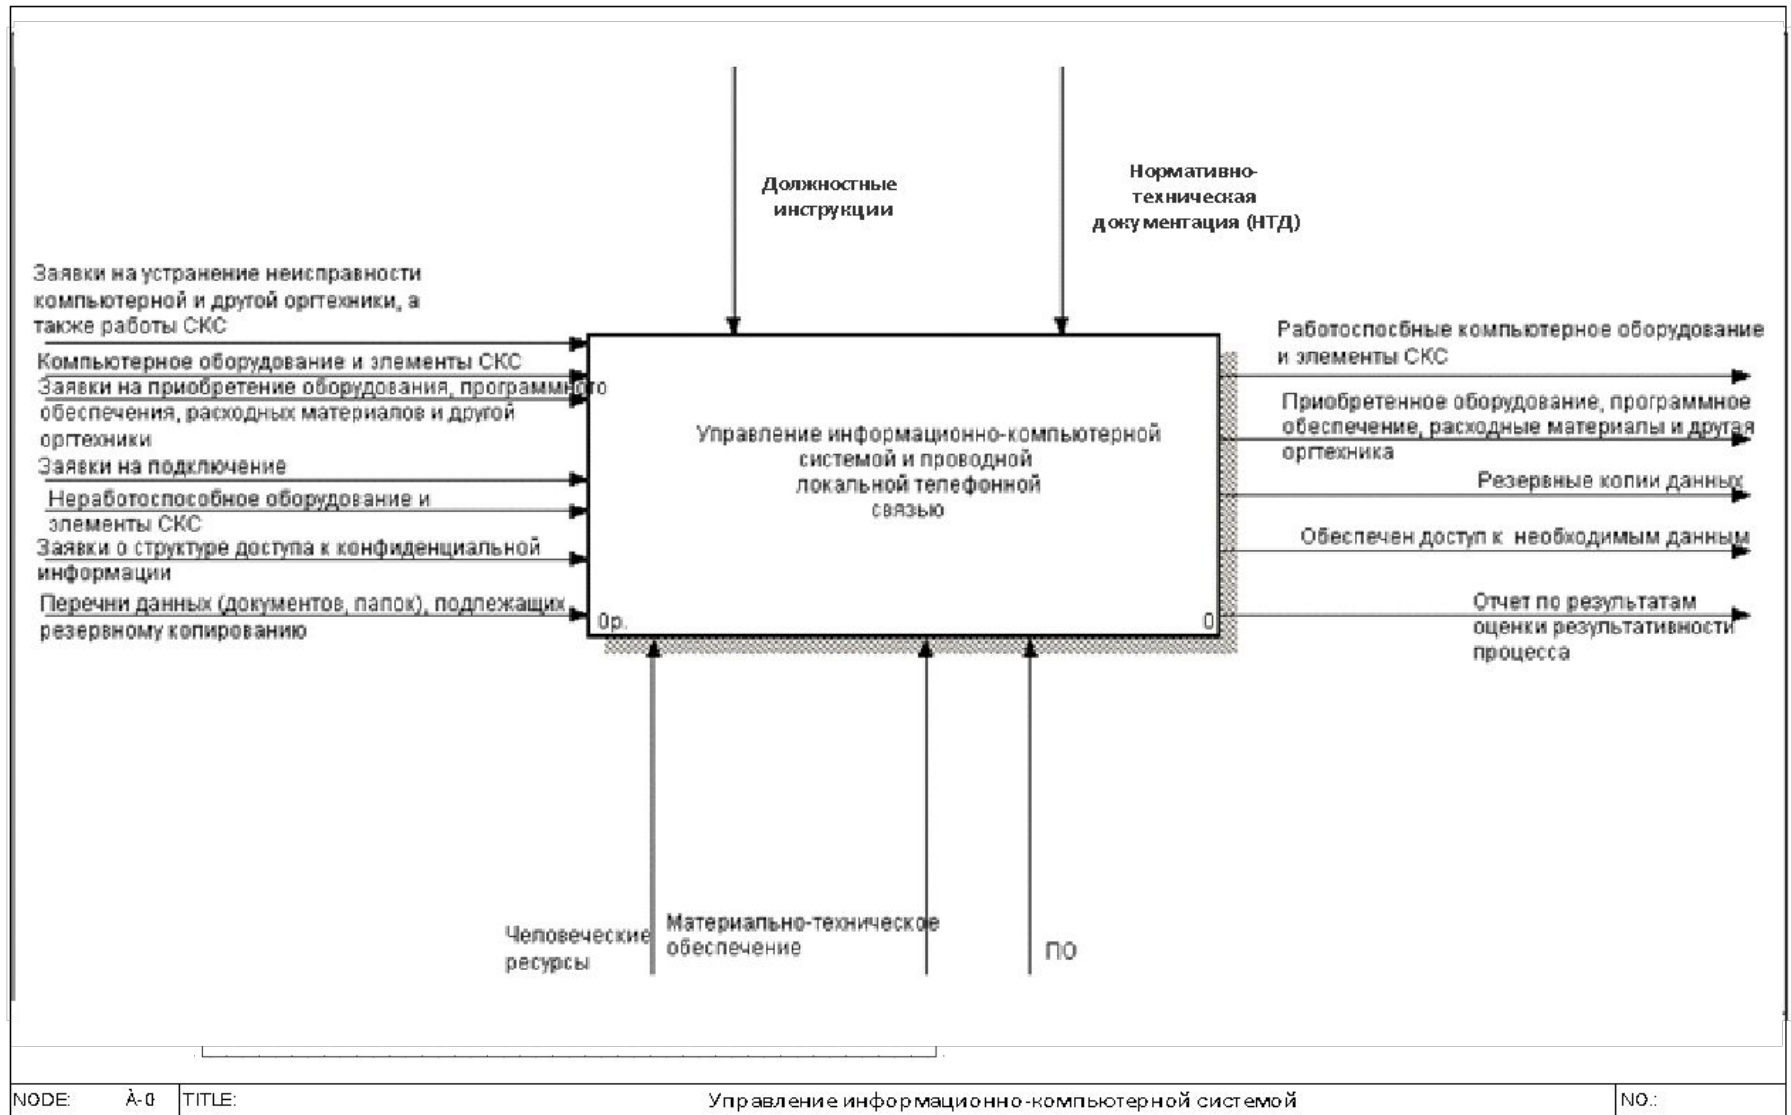 Должностные
инструкции
Нормативно-
техническая
документация (НТД)
Заявки на устранение неисправности
компьютерной и другой оргтехники, а
также работы СКС
Компьютерное оборудование и элементы СКС
Заявки на приобретение оборудования, программного
обеспечения, расходных материалов и другой
оргтехники
Заявки на подключение
Неработоспособное оборудование и
элементы СКС
Заявки о структуре доступа к конфиденциальной
информации
Перечни данных (документов, папок), подлежащих
резервному копированию
Управление информационно-компьютерной
системой и проводной
локальной телефонной
связью
0р.
0
Работоспосбные компьютерное оборудование
и элементы СКС
Приобретенное оборудование, программное
обеспечение, расходные материалы и другая
оргтехника
Резервные копии данных
Обеспечен доступ к необходимым данным
Отчет по результатам
оценки результативности
процесса
Человеческие
ресурсы
Материально-техническое
обеспечение
ПО
NODE: À-0 TITLE: Управление информационно-компьютерной системой NO.: